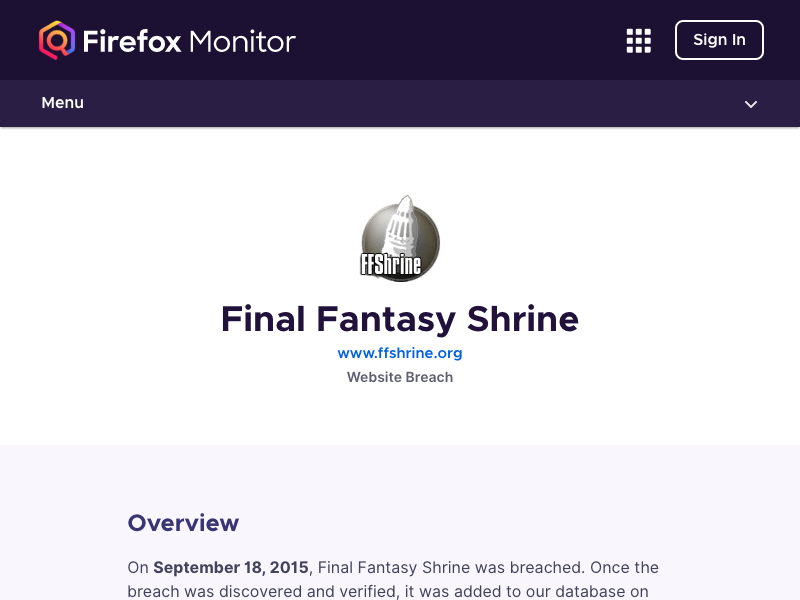 Firefox Monitor
Sign In
Menu
FFShrine
Final Fantasy Shrine
www.ffshrine.org
Website Breach
Overview
On September 18, 2015, Final Fantasy Shrine was breached. Once the
breach was discovered and verified, it was added to our database on